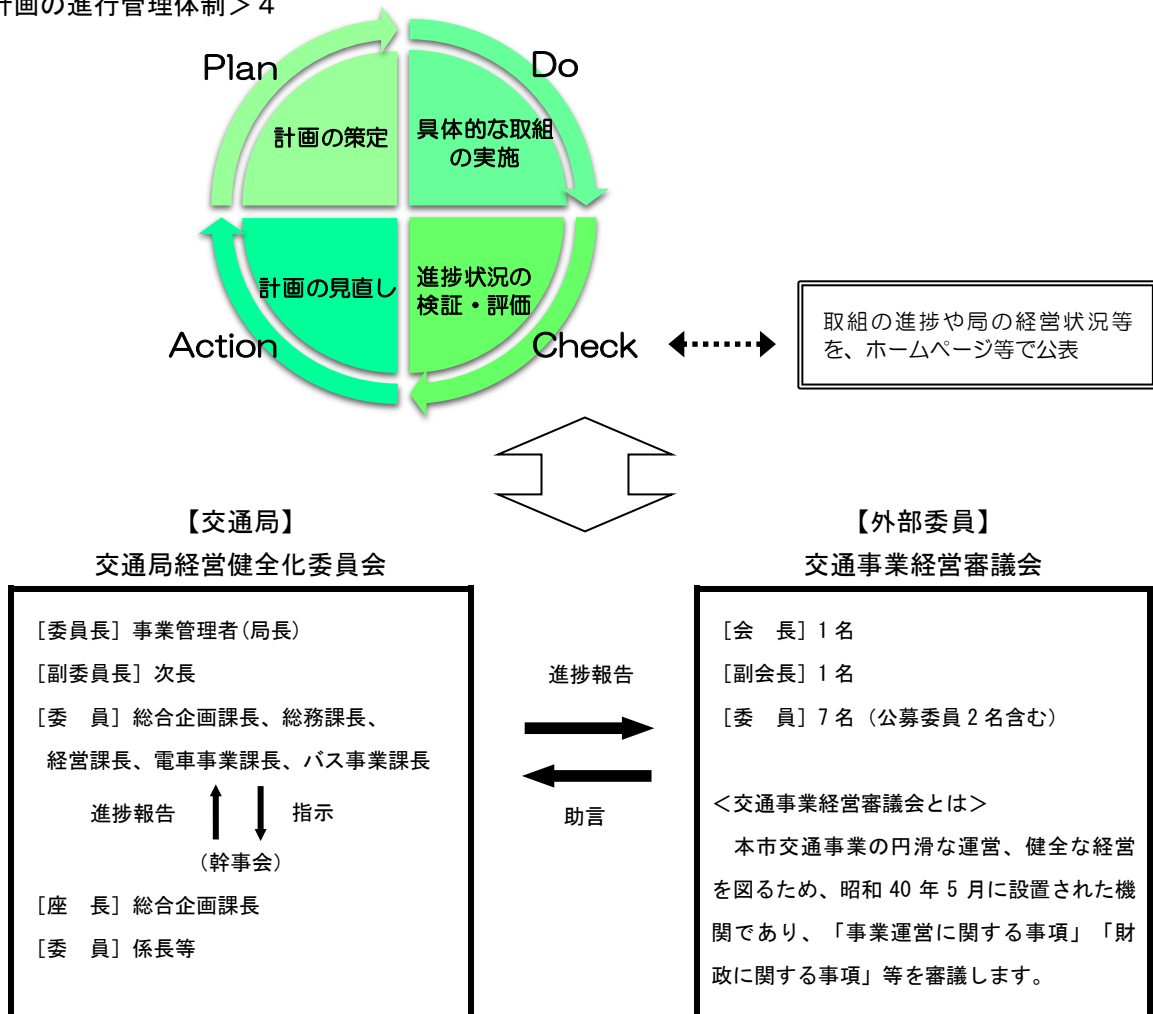 計画の進行管理体制＞4
Plan
Do
計画の策定
具体的な取組
の実施
計画の見直し
進捗状況の
検証・評価
Action
Check
取組の進捗や局の経営状況等
を、ホームページ等で公表
【交通局】
交通局経営健全化委員会
［委員長］事業管理者(局長)
［副委員長］次長
［委　員］総合企画課長、総務課長、
経営課長、電車事業課長、バス事業課長
進捗報告
指示
(幹事会)
［座　長］総合企画課長
［委　員］係長等
進捗報告
助言
【外部委員】
交通事業経営審議会
［会　長］1名
［副会長］1名
［委　員］7名（公募委員2名含む）
＜交通事業経営審議会とは＞
本市交通事業の円滑な運営、健全な経営
を図るため、昭和40年5月に設置された機
関であり、「事業運営に関する事項」「財
政に関する事項」等を審議します。